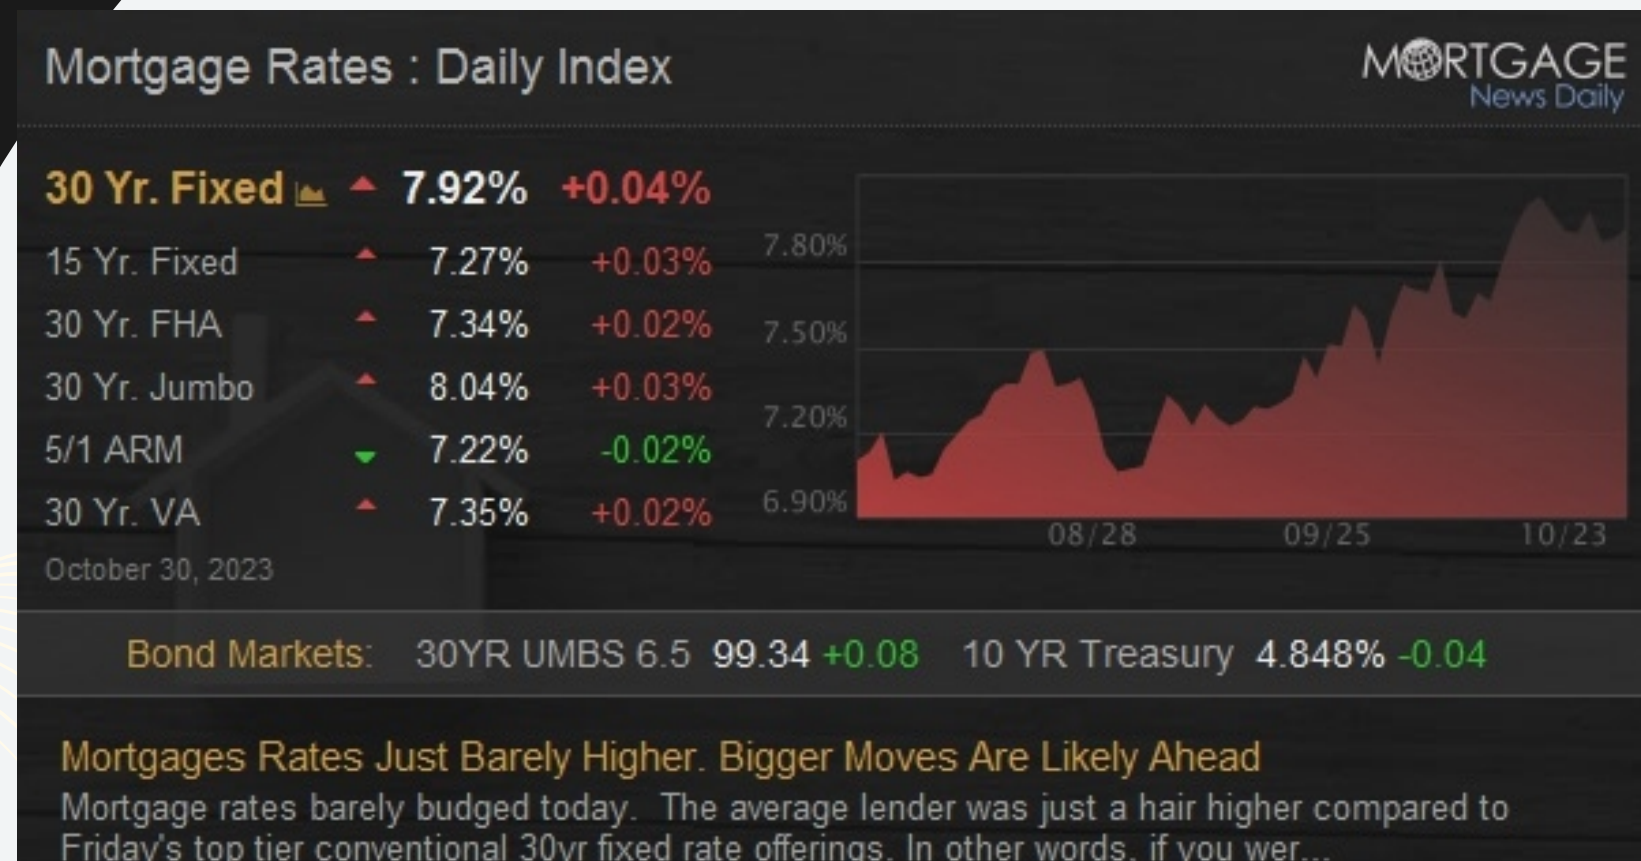 Mortgage Rates : Daily Index
MORTGAGE
News Daily
30 Yr. Fixed 7.92% +0.04%
15 Yr. Fixed 7.27% +0.03%
30 Yr. FHA 7.34% +0.02%
30 Yr. Jumbo 8.04% +0.03%
5/1 ARM 7.22% -0.02%
30 Yr. VA 7.35% +0.02%
October 30, 2023
7.80%
7.50%
7.20%
6.90%
08/28 09/25 10/23
Bond Markets: 30YR UMBS 6.5 99.34 +0.08 10 YR Treasury 4.848% -0.04
Mortgages Rates Just Barely Higher. Bigger Moves Are Likely Ahead
Mortgage rates barely budged today. The average lender was just a hair higher compared to
Friday's top tier conventional 30yr fixed rate offerings. In other words, if you wer...